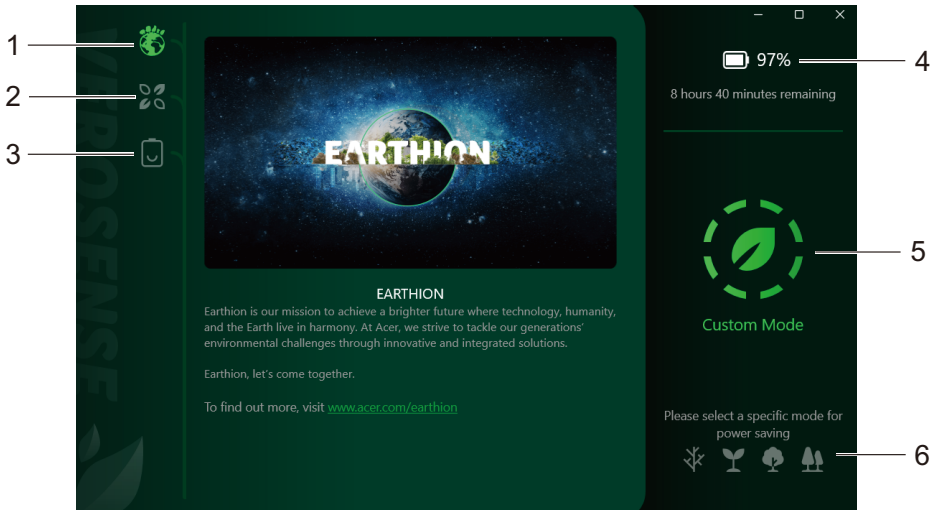 1
2
3
4
5
6
97%
8 hours 40 minutes remaining
EARTHION
EARTHION
Earthion is our mission to achieve a brighter future where technology, humanity,
and the Earth live in harmony. At Acer, we strive to tackle our generations'
environmental challenges through innovative and integrated solutions.
Earthion, let's come together.
To find out more, visit www.acer.com/earthion
Custom Mode
Please select a specific mode for
power saving
VEROSENSE